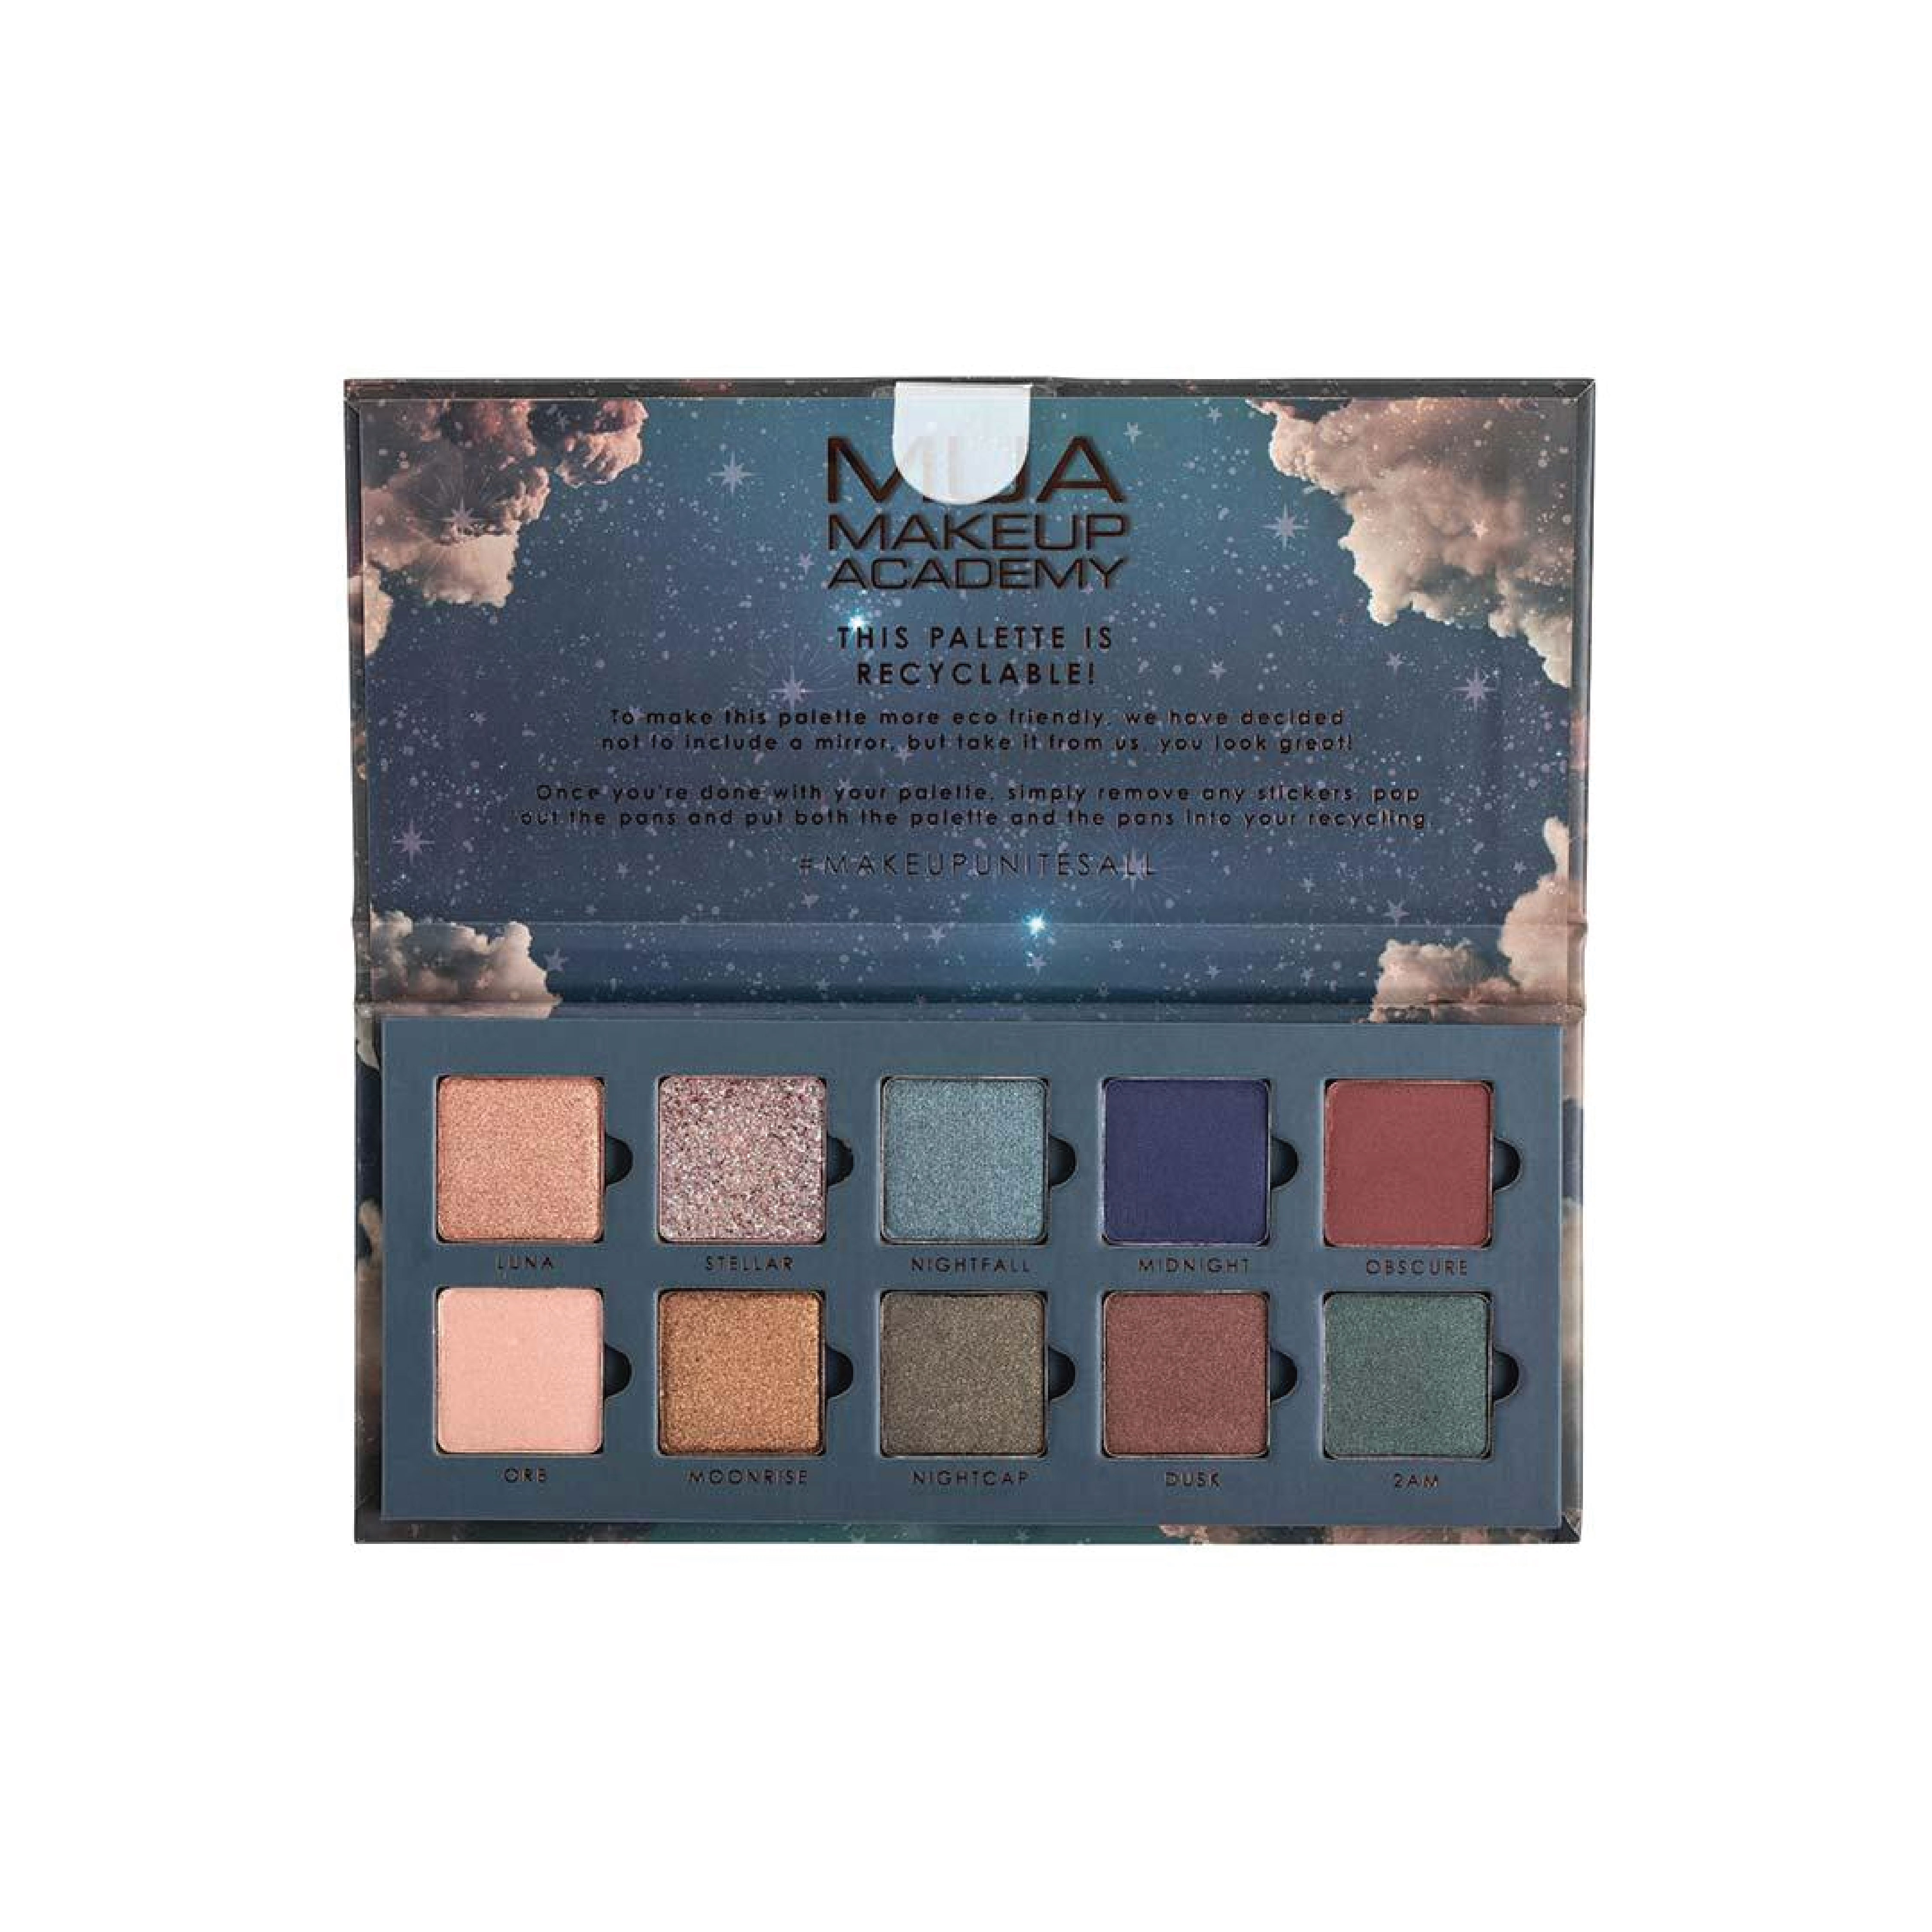 MUA
MAKEUP
ACADEMY
THIS PALETTE IS
RECYCLABLE!
To make this palette more eco friendly, we have decided
not to include a mirror, but take it from us, you look great!
Once you're done with your palette, simply remove any stickers, pop
out the pans and put both the palette and the pans into your recycling.
#MAKEUPUNITESALL
LUNA STELLAR NIGHTFALL MIDNIGHT OBSCURE
ORB MOONRISE NIGHTCAP DUSK 2AM